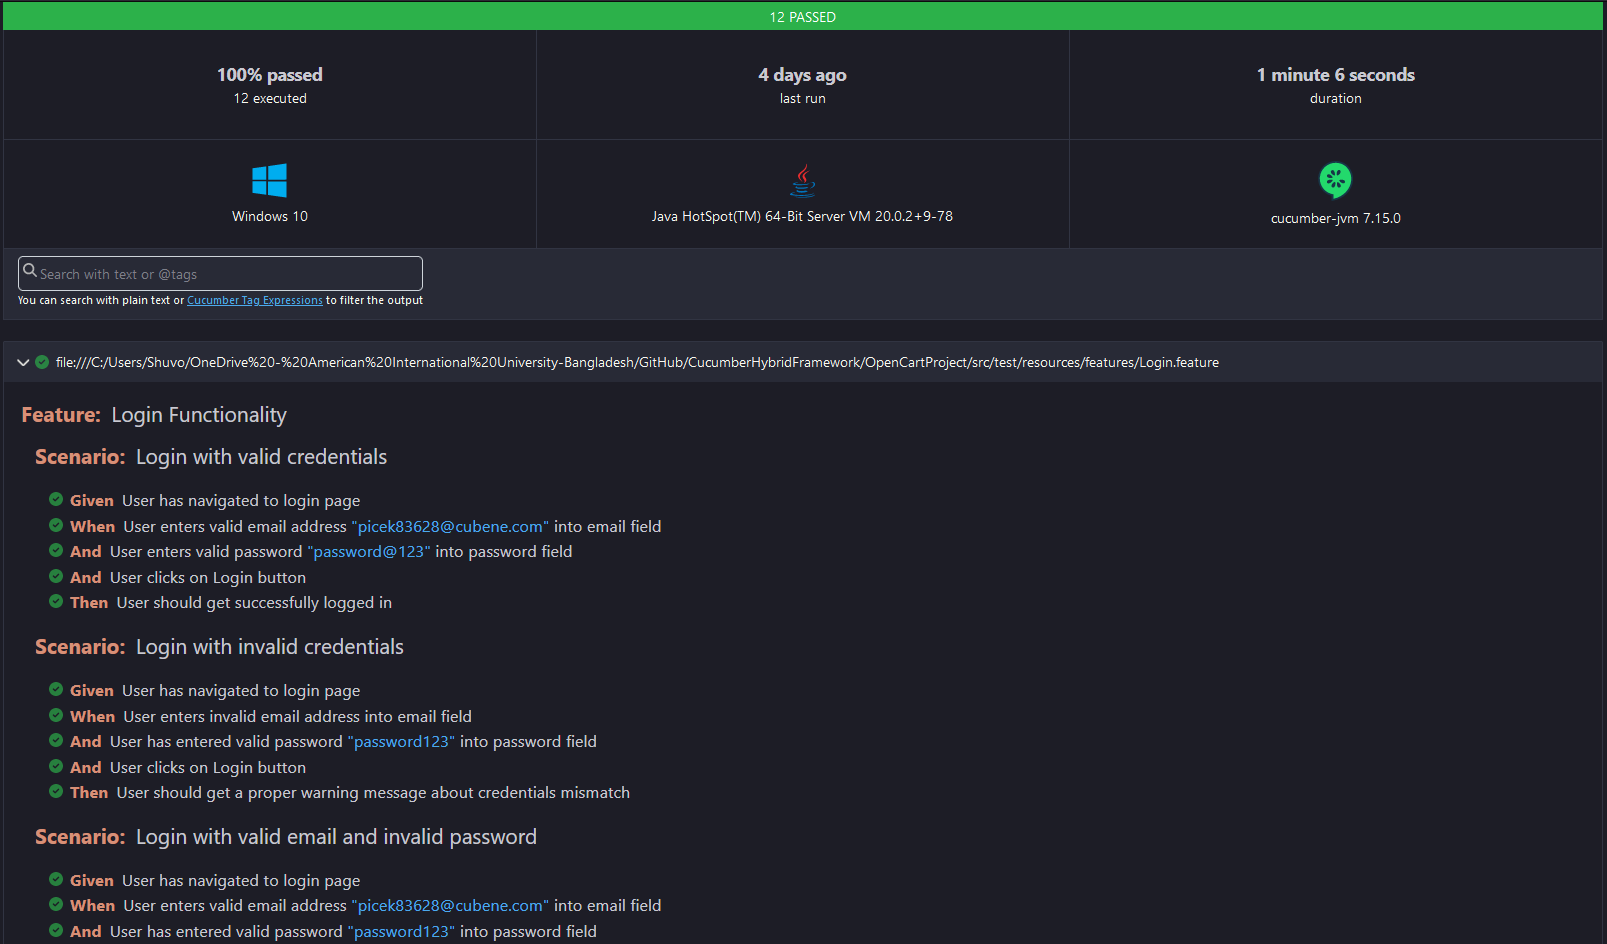 12 PASSED
100% passed
12 executed
4 days ago
last run
1 minute 6 seconds
duration
Windows 10
Java HotSpot(TM) 64-Bit Server VM 20.0.2+9-78
cucumber-jvm 7.15.0
Search with text or @tags
You can search with plain text or Cucumber Tag Expressions to filter the output
file:///C:/Users/Shuvo/OneDrive%20-%20American%20International%20University-Bangladesh/GitHub/CucumberHybridFramework/OpenCartProject/src/test/resources/features/Login.feature
Feature: Login Functionality
Scenario: Login with valid credentials
Given User has navigated to login page
When User enters valid email address "picek83628@cubene.com" into email field
And User enters valid password "password@123" into password field
And User clicks on Login button
Then User should get successfully logged in
Scenario: Login with invalid credentials
Given User has navigated to login page
When User enters invalid email address into email field
And User has entered valid password "password123" into password field
And User clicks on Login button
Then User should get a proper warning message about credentials mismatch
Scenario: Login with valid email and invalid password
Given User has navigated to login page
When User enters valid email address "picek83628@cubene.com" into email field
And User has entered valid password "password123" into password field